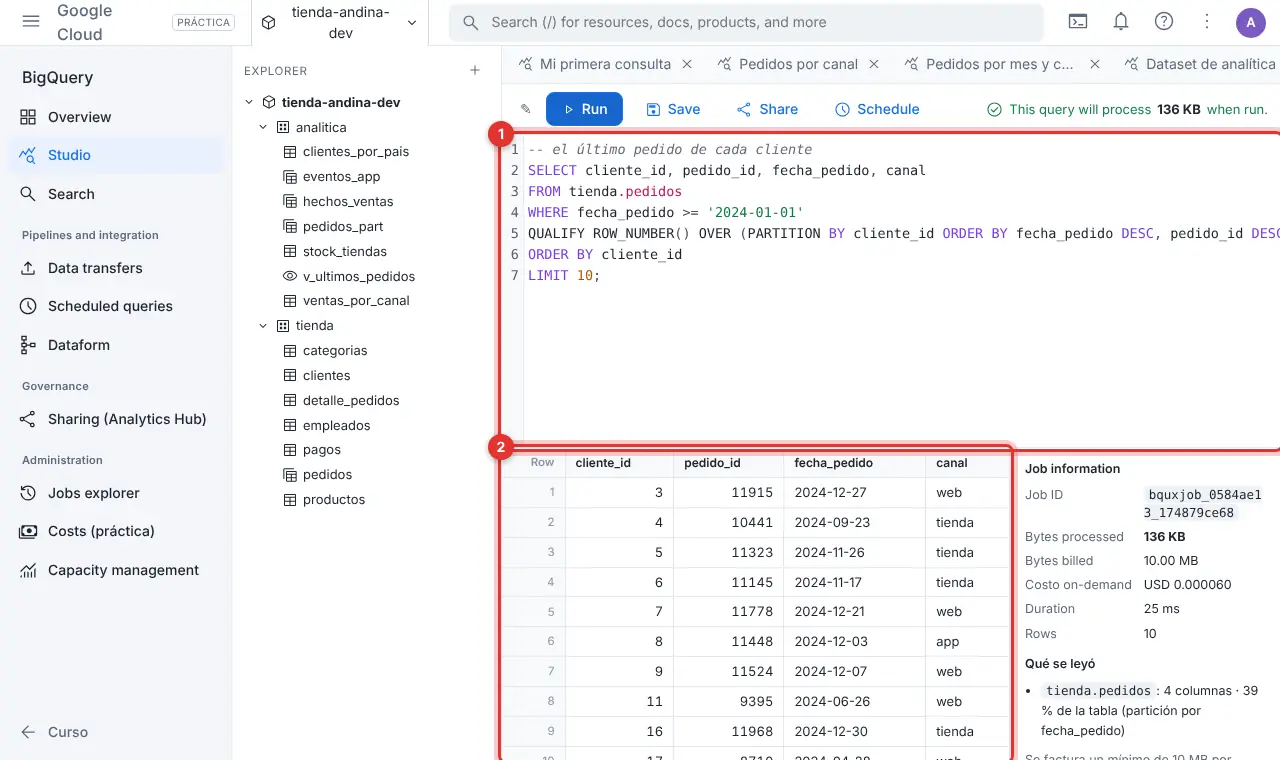 Google Cloud
PRÁCTICA
tienda-andina-dev
Search (/) for resources, docs, products, and more
A
BigQuery
Overview
Studio
Search
Pipelines and integration
Data transfers
Scheduled queries
Dataform
Governance
Sharing (Analytics Hub)
Administration
Jobs explorer
Costs (práctica)
Capacity management
Curso
EXPLORER
tienda-andina-dev
analitica
clientes_por_pais
eventos_app
hechos_ventas
pedidos_part
stock_tiendas
v_ultimos_pedidos
ventas_por_canal
tienda
categorias
clientes
detalle_pedidos
empleados
pagos
pedidos
productos
Mi primera consulta
Pedidos por canal
Pedidos por mes y c...
Dataset de analítica
Run
Save
Share
Schedule
This query will process 136 KB when run.
1
1 -- el último pedido de cada cliente
2 SELECT cliente_id, pedido_id, fecha_pedido, canal
3 FROM tienda.pedidos
4 WHERE fecha_pedido >= '2024-01-01'
5 QUALIFY ROW_NUMBER() OVER (PARTITION BY cliente_id ORDER BY fecha_pedido DESC, pedido_id DESC
6 ORDER BY cliente_id
7 LIMIT 10;
2
Row cliente_id pedido_id fecha_pedido canal
1 3 11915 2024-12-27 web
2 4 10441 2024-09-23 tienda
3 5 11323 2024-11-26 tienda
4 6 11145 2024-11-17 tienda
5 7 11778 2024-12-21 web
6 8 11448 2024-12-03 app
7 9 11524 2024-12-07 web
8 11 9395 2024-06-26 web
9 16 11968 2024-12-30 tienda
10 17
Job information
Job ID bquxjob_0584ae1
3_174879ce68
Bytes processed 136 KB
Bytes billed 10.00 MB
Costo on-demand USD 0.000060
Duration 25 ms
Rows 10
Qué se leyó
• tienda.pedidos : 4 columnas · 39
% de la tabla (partición por
fecha_pedido)
Se factura un mínimo de 10 MB por